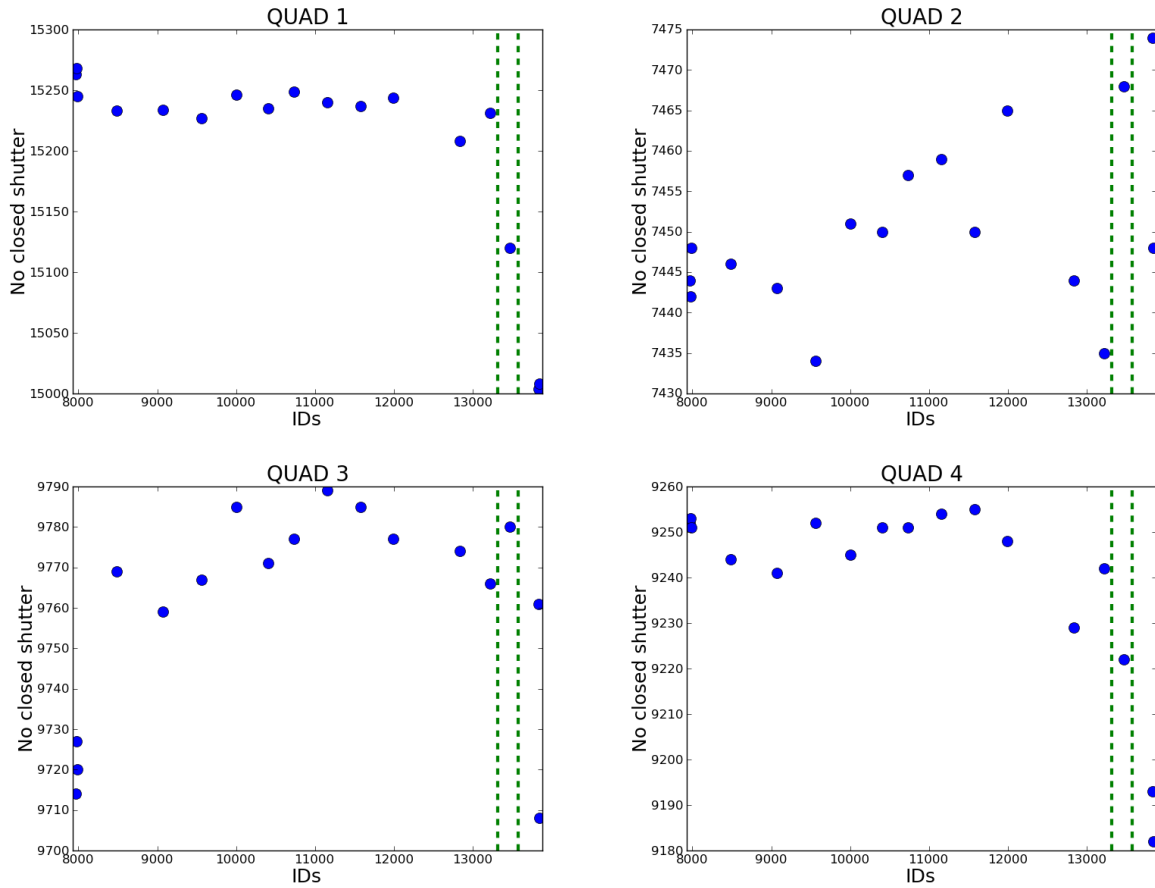 QUAD 1
15300
15250
15200
15150
15100
15050
15000
No closed shutter
8000 9000 10000 11000 12000 13000
IDs
QUAD 2
7475
7470
7465
7460
7455
7450
7445
7440
7435
7430
No closed shutter
8000 9000 10000 11000 12000 13000
IDs
QUAD 3
9790
9780
9770
9760
9750
9740
9730
9720
9710
9700
No closed shutter
8000 9000 10000 11000 12000 13000
IDs
QUAD 4
9260
9250
9240
9230
9220
9210
9200
9190
9180
No closed shutter
8000 9000 10000 11000 12000 13000
IDs